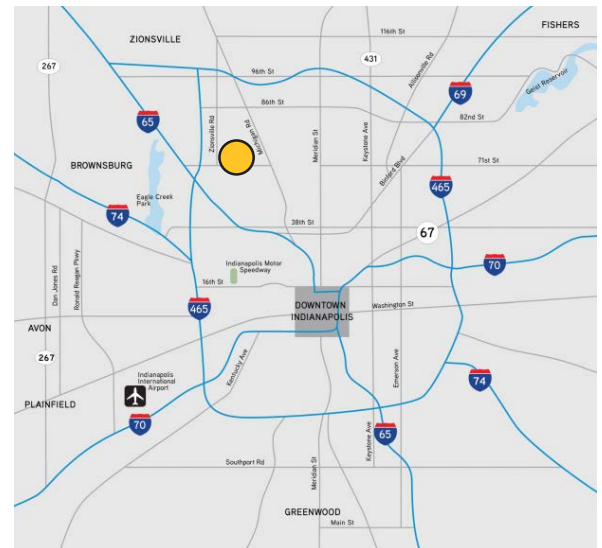 FISHERS
ZIONSVILLE
116th St
431
267
96th St
Allisonville Rd
Geist Reservoir
69
86th St
82nd St
65
Zionsville Rd
Michigan Rd
Meridian St
Keystone Ave
Binford Blvd
71st St
BROWNSBURG
465
Eagle Creek
Park
74
38th St
67
Indianapolis Motor
Speedway
70
Dan Jones Rd
Ronald Reagan Pkwy
16th St
465
DOWNTOWN
INDIANAPOLIS
Washington St
AVON
267
Kentucky Ave
Emerson Ave
Indianapolis
International
Airport
74
PLAINFIELD
70
65
Keystone Ave
Southport Rd
Meridian St
GREENWOOD
Main St